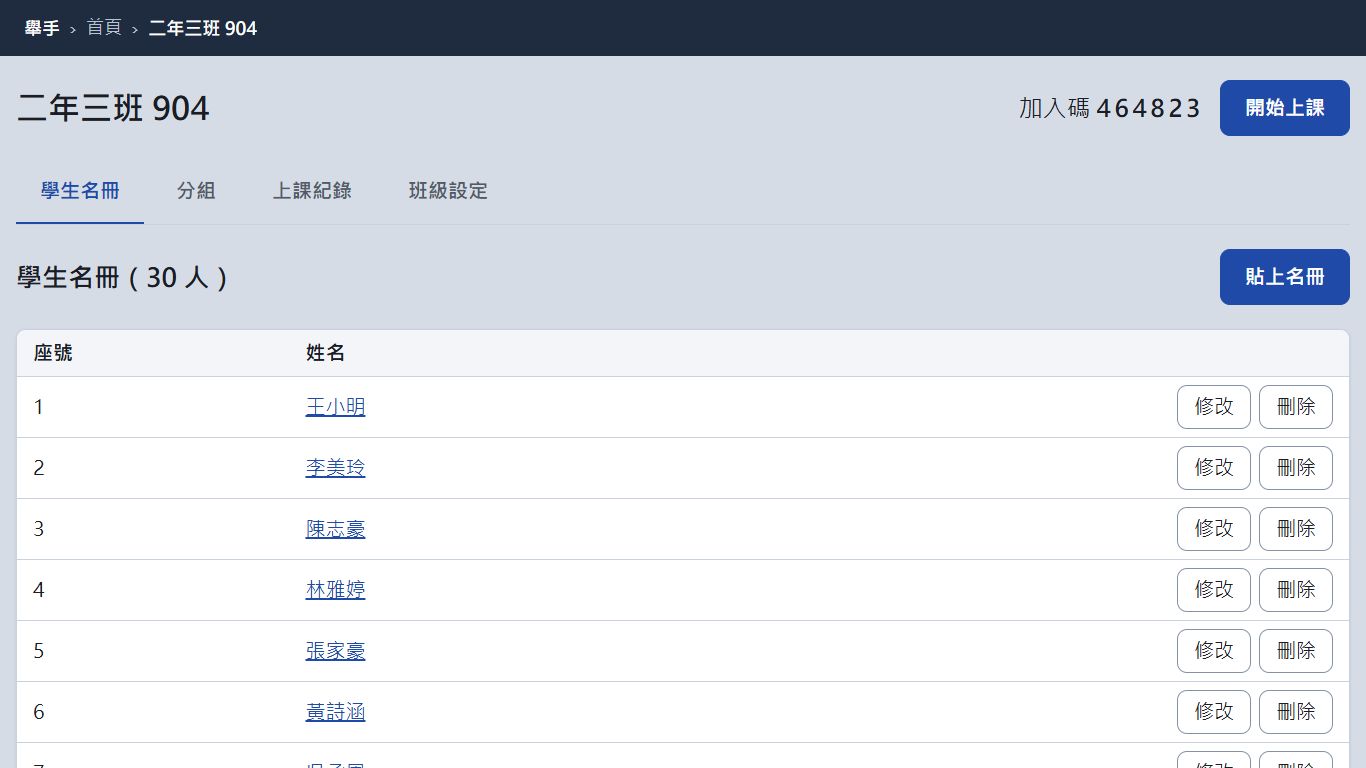 舉手 › 首頁 › 二年三班 904
二年三班 904
加入碼 464823 開始上課
學生名冊 分組 上課紀錄 班級設定
學生名冊 ( 30 人 ) 貼上名冊
座號 姓名
1 王小明 修改 刪除
2 李美玲 修改 刪除
3 陳志豪 修改 刪除
4 林雅婷 修改 刪除
5 張家豪 修改 刪除
6 黃詩涵 修改 刪除